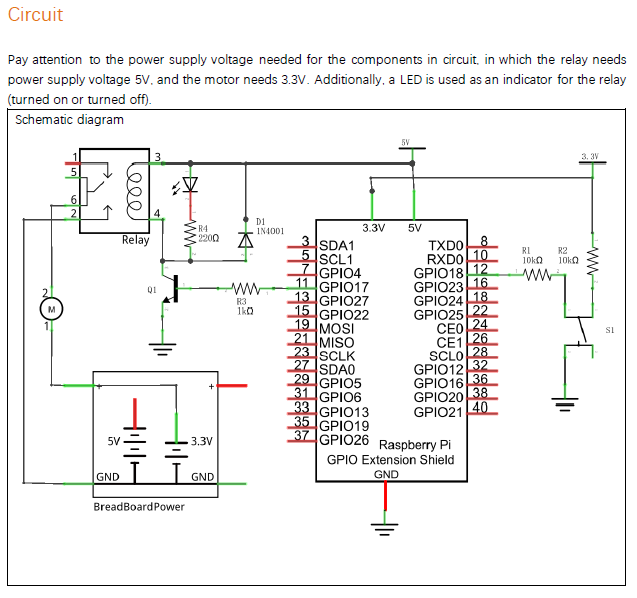 Circuit
Pay attention to the power supply voltage needed for the components in circuit, in which the relay needs
power supply voltage 5V, and the motor needs 3.3V. Additionally, a LED is used as an indicator for the relay
(turned on or turned off).
Schematic diagram
5V
3.3V
1
3
5
6
2
4
Relay
R4
220Ω
D1
1N4001
Q1
R3
1kΩ
3.3V 5V
3 SDA1 TXD0 8
5 SCL1 RXD0 10
7 GPIO4 GPIO18 12
11 GPIO17 GPIO23 16
13 GPIO27 GPIO24 18
15 GPIO22 GPIO25 22
19 MOSI CE0 24
21 MISO CE1 26
23 SCLK SCL0 28
27 SDA0 GPIO12 32
29 GPIO5 GPIO16 36
31 GPIO6 GPIO20 38
33 GPIO13 GPIO21 40
35 GPIO19
37 GPIO26
Raspberry Pi
GPIO Extension Shield
GND
R1
10kΩ
R2
10kΩ
S1
2
M
1
+ +
5V 3.3V
GND GND
BreadBoardPower